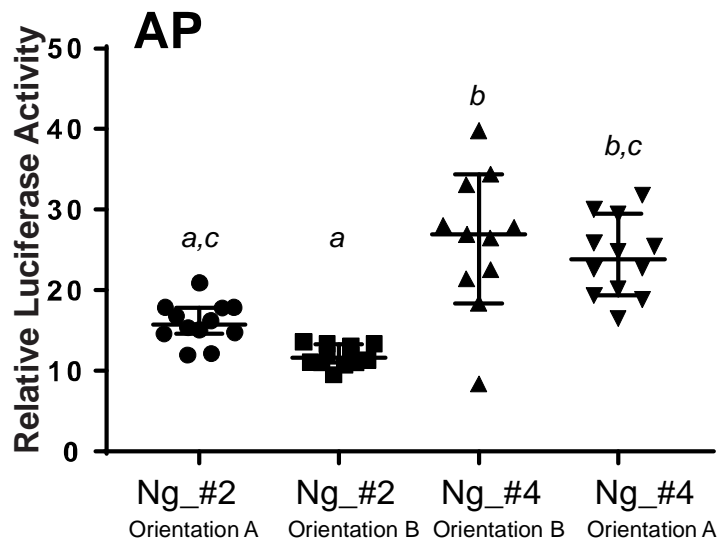 AP
Relative Luciferase Activity
50
40
30
20
10
0
a,c
a
b
b,c
Ng_#2 Ng_#2 Ng_#4 Ng_#4
Orientation A Orientation B Orientation B Orientation A